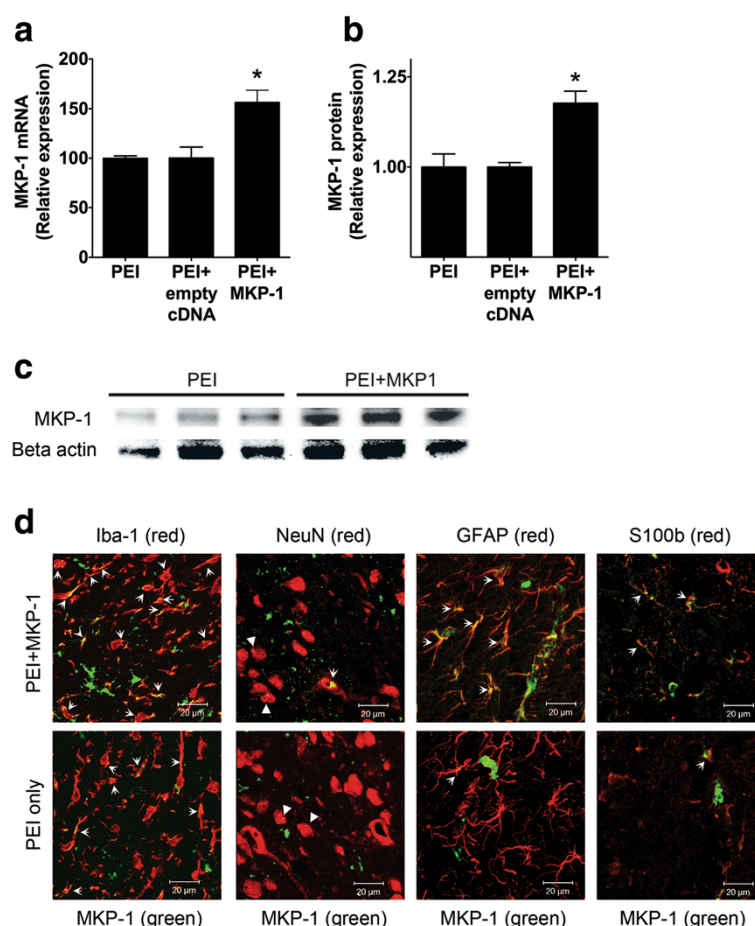 a
MKP-1 mRNA
(Relative expression)
200
150
100
50
0
*
PEI
PEI+
empty
cDNA
PEI+
MKP-1
b
MKP-1 protein
(Relative expression)
1.25
1.00
*
PEI
PEI+
empty
cDNA
PEI+
MKP-1
c
PEI
PEI+MKP1
MKP-1
Beta actin
d
Iba-1 (red)
NeuN (red)
GFAP (red)
S100b (red)
PEI+MKP-1
20 µm
20 µm
20 µm
20 µm
PEI only
20 µm
20 µm
20 µm
20 µm
MKP-1 (green)
MKP-1 (green)
MKP-1 (green)
MKP-1 (green)